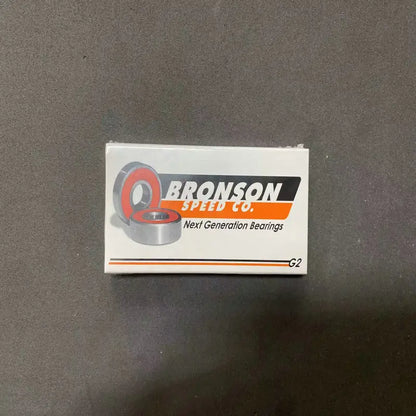 BRONSON
SPEED CO.
Next Generation Bearings
G2